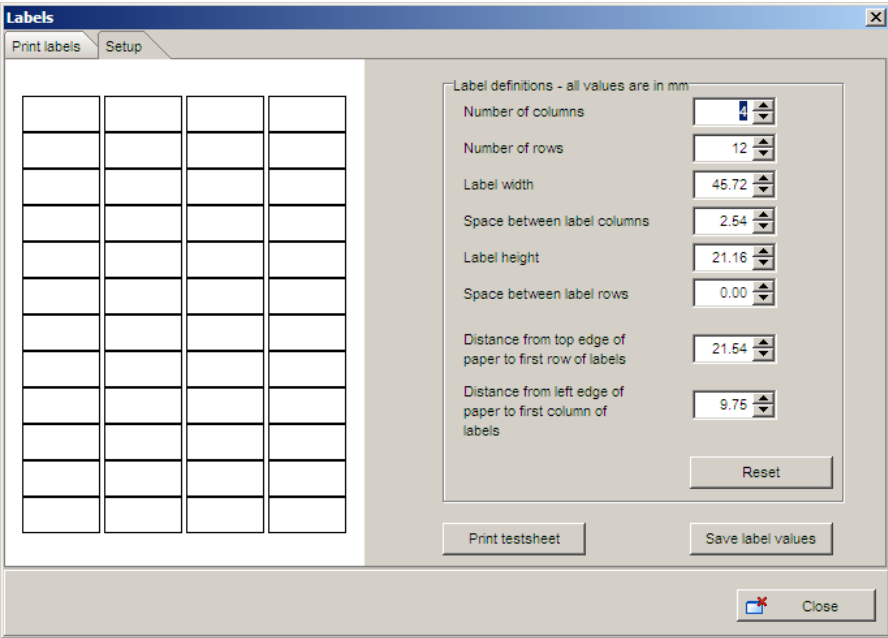 Labels
Print labels
Setup
Label definitions - all values are in mm
Number of columns 4
Number of rows 12
Label width 45.72
Space between label columns 2.54
Label height 21.16
Space between label rows 0.00
Distance from top edge of
paper to first row of labels 21.54
Distance from left edge of
paper to first column of 9.75
labels
Reset
Print testsheet
Save label values
Close